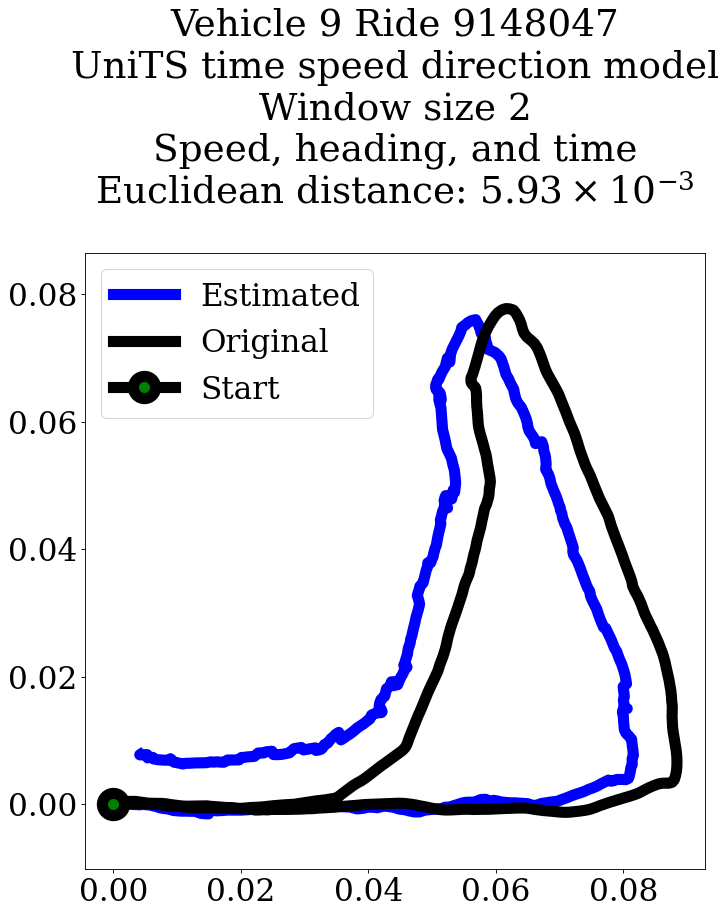 Vehicle 9 Ride 9148047
UniTS time speed direction model
Window size 2
Speed, heading, and time
Euclidean distance: 5.93 × 10⁻³
0.08
0.06
0.04
0.02
0.00
Estimated
Original
Start
0.00 0.02 0.04 0.06 0.08